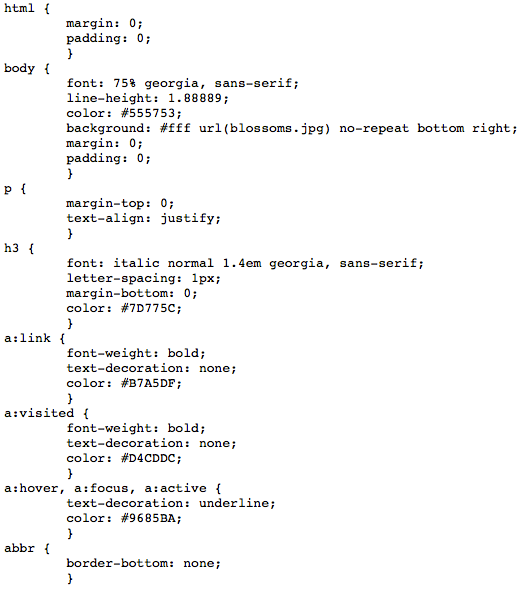 html {
	margin: 0;
	padding: 0;
	}
body {
	font: 75% georgia, sans-serif;
	line-height: 1.88889;
	color: #555753;
	background: #fff url(blossoms.jpg) no-repeat bottom right;
	margin: 0;
	padding: 0;
	}
p {
	margin-top: 0;
	text-align: justify;
	}
h3 {
	font: italic normal 1.4em georgia, sans-serif;
	letter-spacing: 1px;
	margin-bottom: 0;
	color: #7D775C;
	}
a:link {
	font-weight: bold;
	text-decoration: none;
	color: #B7A5DF;
	}
a:visited {
	font-weight: bold;
	text-decoration: none;
	color: #D4CDDC;
	}
a:hover, a:focus, a:active {
	text-decoration: underline;
	color: #9685BA;
	}
abbr {
	border-bottom: none;
	}